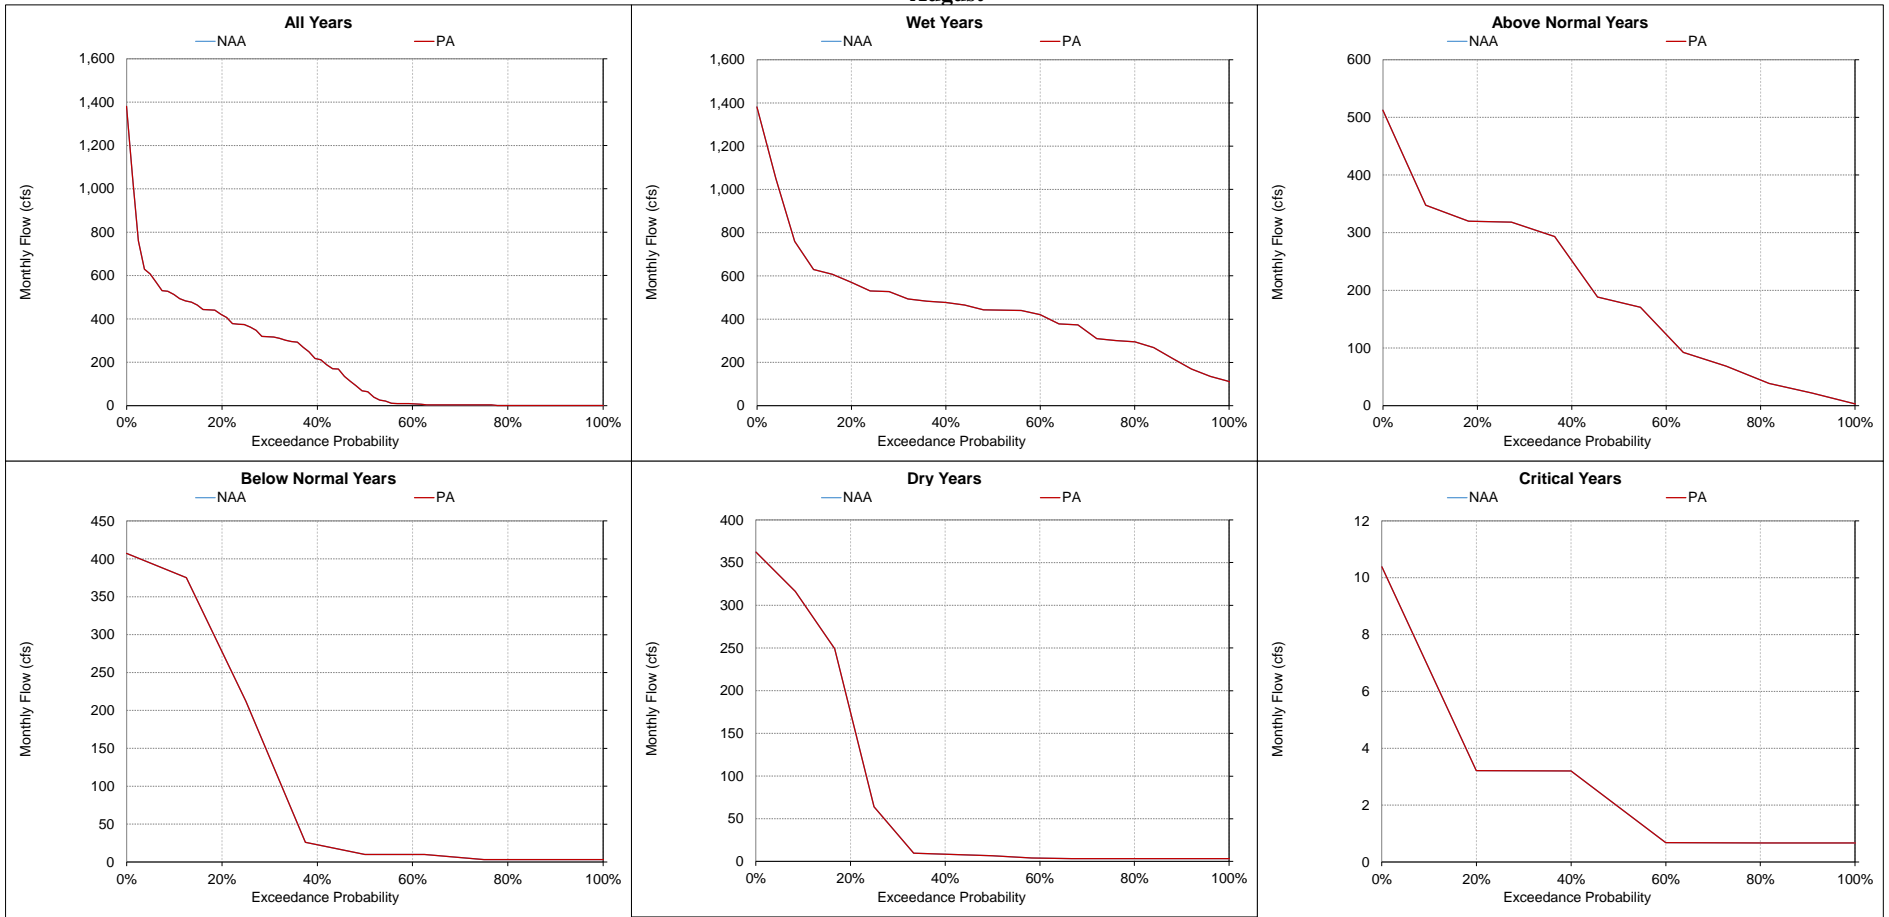 August
All Years
NAA PA
1,600
1,400
1,200
1,000
800
600
400
200
0
0% 20% 40% 60% 80% 100%
Monthly Flow (cfs)
Exceedance Probability
Wet Years
NAA PA
1,600
1,400
1,200
1,000
800
600
400
200
0
0% 20% 40% 60% 80% 100%
Monthly Flow (cfs)
Exceedance Probability
Above Normal Years
NAA PA
600
500
400
300
200
100
0
0% 20% 40% 60% 80% 100%
Monthly Flow (cfs)
Exceedance Probability
Below Normal Years
NAA PA
450
400
350
300
250
200
150
100
50
0
0% 20% 40% 60% 80% 100%
Monthly Flow (cfs)
Exceedance Probability
Dry Years
NAA PA
400
350
300
250
200
150
100
50
0
0% 20% 40% 60% 80% 100%
Monthly Flow (cfs)
Exceedance Probability
Critical Years
NAA PA
12
10
8
6
4
2
0
0% 20% 40% 60% 80% 100%
Monthly Flow (cfs)
Exceedance Probability